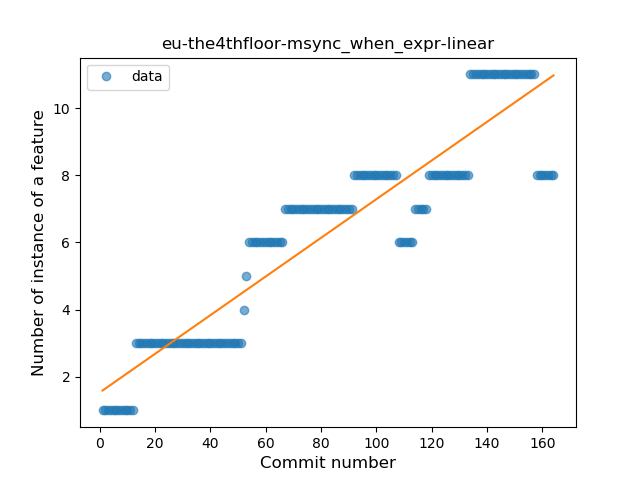 eu-the4thfloor-msync_when_expr-linear
data
Number of instance of a feature
10
8
6
4
2
0 20 40 60 80 100 120 140 160
Commit number